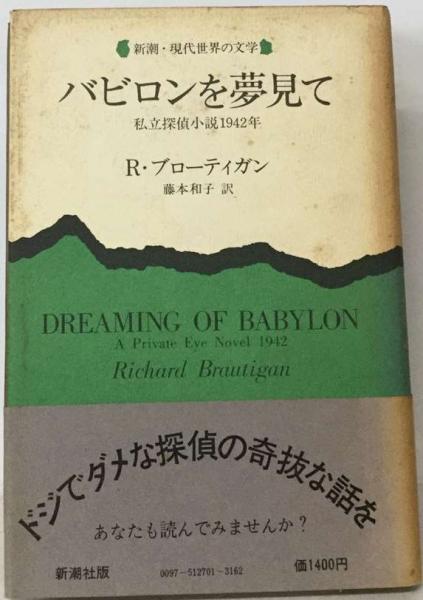 新潮・現代世界の文学
バビロンを夢見て
私立探偵小説1942年
R・ブローティガン
藤本和子 訳
DREAMING OF BABYLON
A Private Eye Novel 1942
Richard Brautigan
ドジでダメな探偵の奇抜な話を
あなたも読んでみませんか？
新潮社版 0097-512701-3162 価1400円